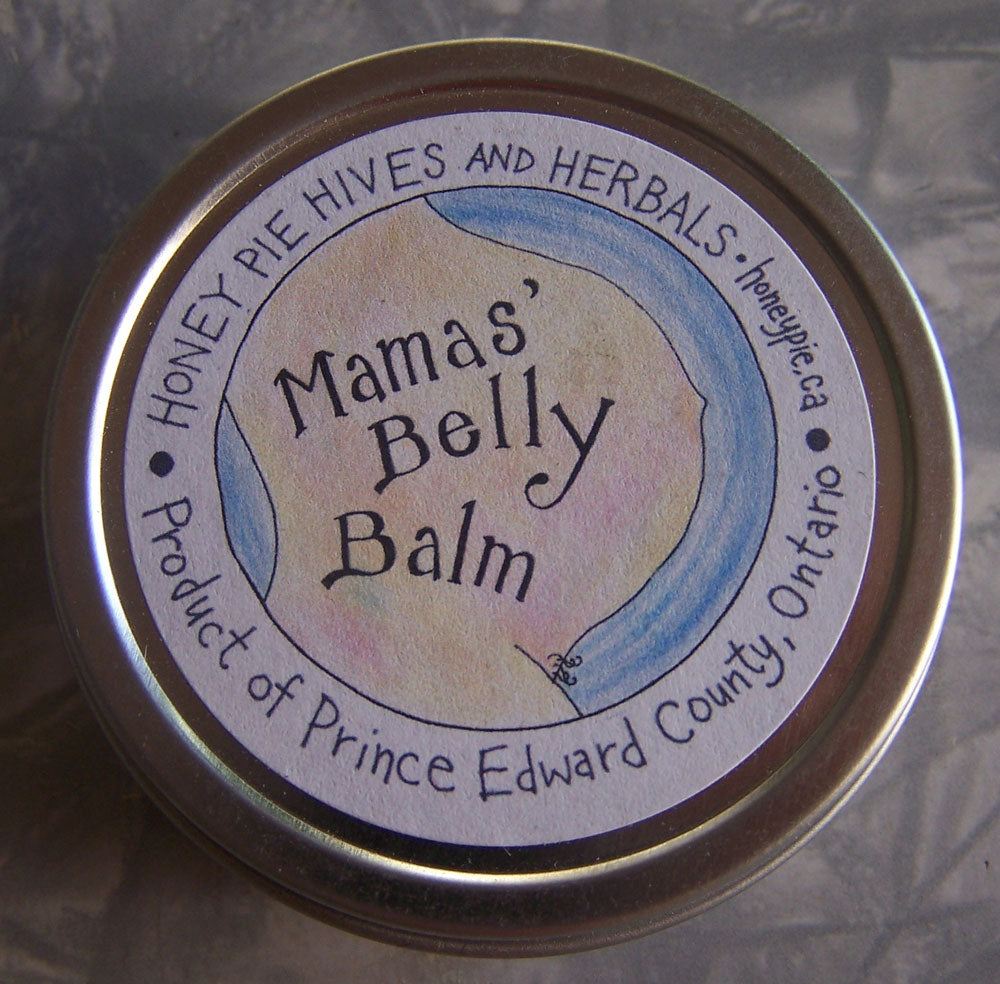 HONEY PIE HIVES AND HERBALS • honeypie.ca
Mamas'
Belly
Balm
• Product of Prince Edward County, Ontario •